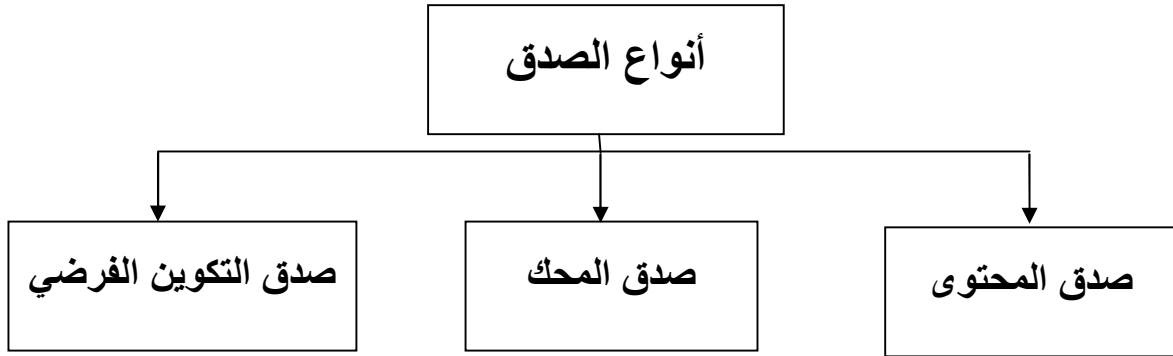 أنواع الصدق
صدق المحتوى
صدق المحك
صدق التكوين الفرضي